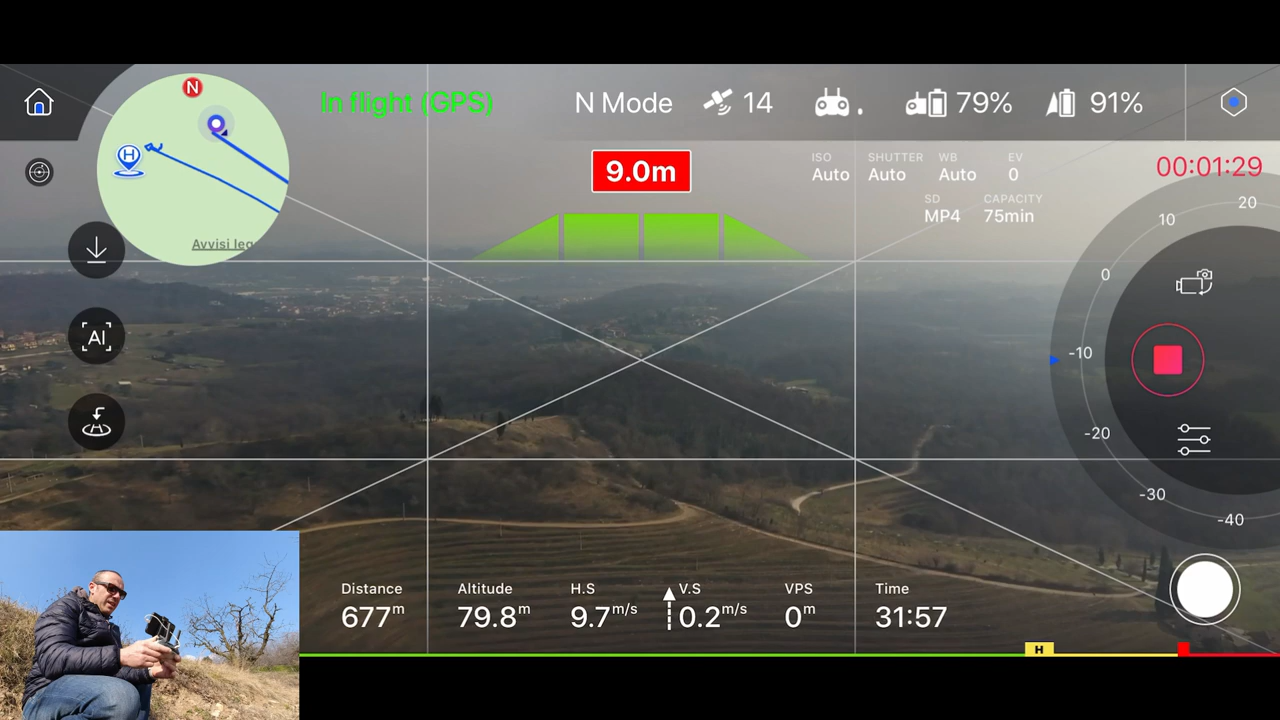 N
In flight (GPS)
N Mode
14
79%
91%
H
9.0m
ISO
Auto
SHUTTER
Auto
WB
Auto
EV
0
00:01:29
SD
MP4
CAPACITY
75min
Avvisi leg
20
10
0
-10
-20
-30
-40
AI
Distance
677m
Altitude
79.8m
H.S
9.7m/s
V.S
0.2m/s
VPS
0m
Time
31:57
H